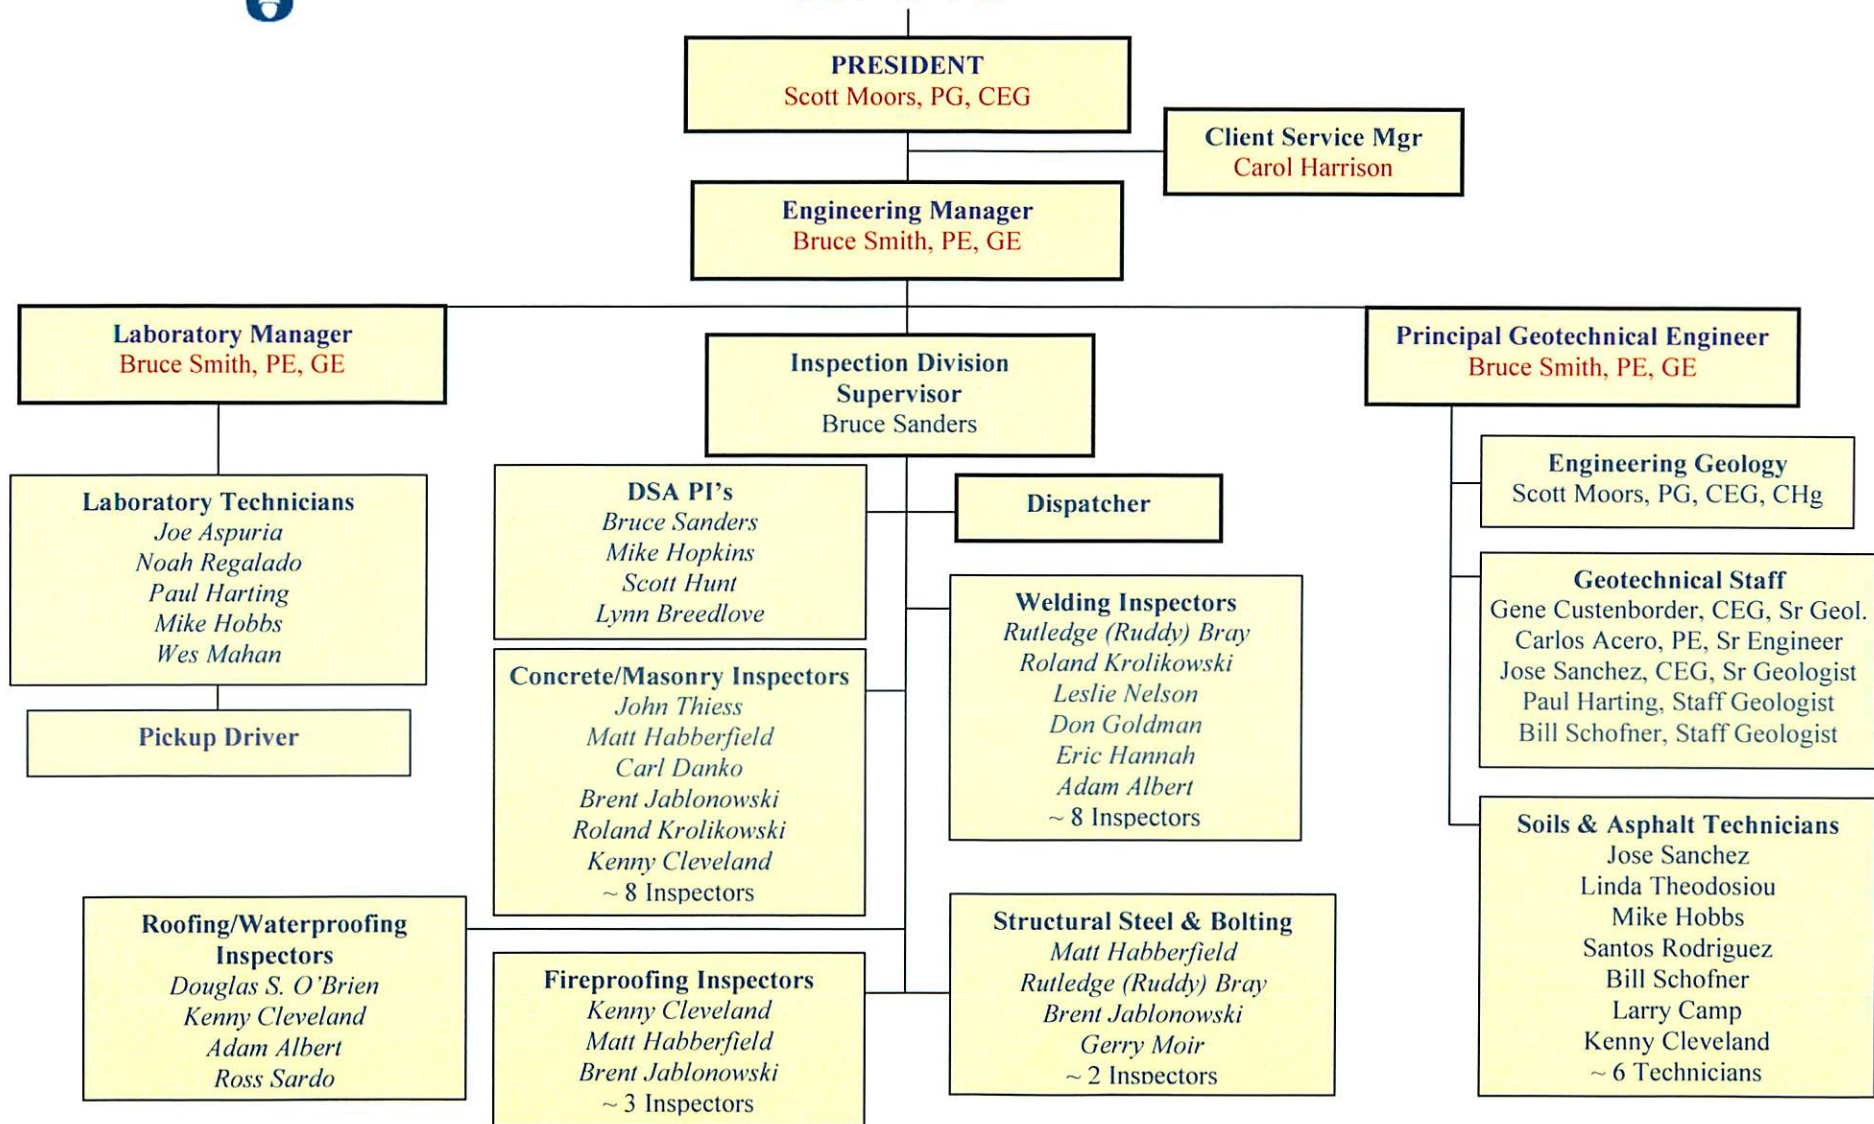 PRESIDENT
Scott Moors, PG, CEG
Client Service Mgr
Carol Harrison
Engineering Manager
Bruce Smith, PE, GE
Laboratory Manager
Bruce Smith, PE, GE
Inspection Division
Supervisor
Bruce Sanders
Principal Geotechnical Engineer
Bruce Smith, PE, GE
Laboratory Technicians
Joe Aspuria
Noah Regalado
Paul Harting
Mike Hobbs
Wes Mahan
Pickup Driver
DSA PI's
Bruce Sanders
Mike Hopkins
Scott Hunt
Lynn Breedlove
Dispatcher
Engineering Geology
Scott Moors, PG, CEG, CHg
Geotechnical Staff
Gene Custenborder, CEG, Sr Geol.
Carlos Acero, PE, Sr Engineer
Jose Sanchez, CEG, Sr Geologist
Paul Harting, Staff Geologist
Bill Schofner, Staff Geologist
Welding Inspectors
Rutledge (Ruddy) Bray
Roland Krolikowski
Leslie Nelson
Don Goldman
Eric Hannah
Adam Albert
~ 8 Inspectors
Concrete/Masonry Inspectors
John Thiess
Matt Habberfield
Carl Danko
Brent Jablonowski
Roland Krolikowski
Kenny Cleveland
~ 8 Inspectors
Soils & Asphalt Technicians
Jose Sanchez
Linda Theodosiou
Mike Hobbs
Santos Rodriguez
Bill Schofner
Larry Camp
Kenny Cleveland
~ 6 Technicians
Roofing/Waterproofing
Inspectors
Douglas S. O'Brien
Kenny Cleveland
Adam Albert
Ross Sardo
Fireproofing Inspectors
Kenny Cleveland
Matt Habberfield
Brent Jablonowski
~ 3 Inspectors
Structural Steel & Bolting
Matt Habberfield
Rutledge (Ruddy) Bray
Brent Jablonowski
Gerry Moir
~ 2 Inspectors